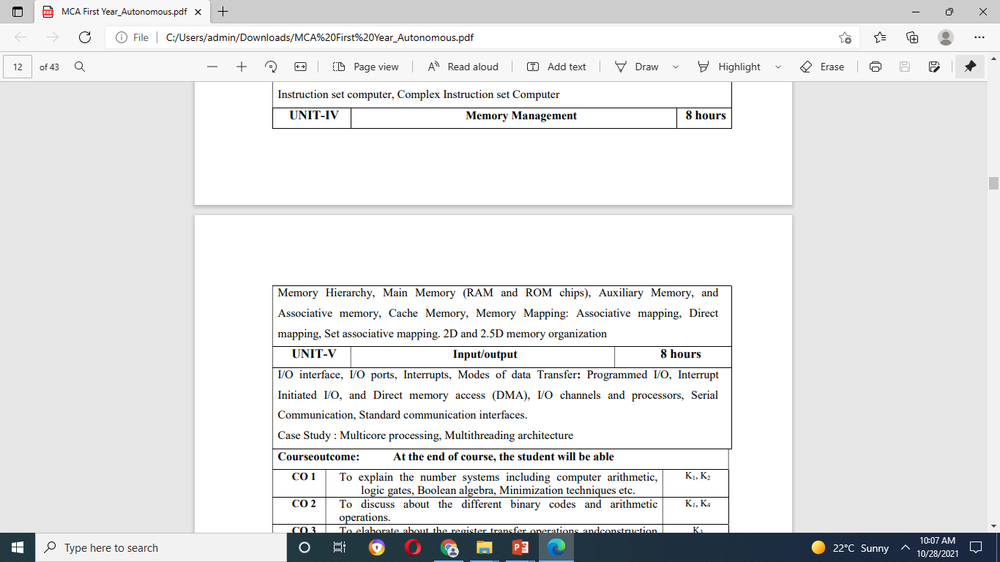 MCA First Year_Autonomous.pdf
File C:/Users/admin/Downloads/MCA%20First%20Year_Autonomous.pdf
12 of 43 Page view Read aloud Add text Draw Highlight Erase
Instruction set computer, Complex Instruction set Computer
UNIT-IV Memory Management 8 hours
Memory Hierarchy, Main Memory (RAM and ROM chips), Auxiliary Memory, and
Associative memory, Cache Memory, Memory Mapping: Associative mapping, Direct
mapping, Set associative mapping. 2D and 2.5D memory organization
UNIT-V Input/output 8 hours
I/O interface, I/O ports, Interrupts, Modes of data Transfer: Programmed I/O, Interrupt
Initiated I/O, and Direct memory access (DMA), I/O channels and processors, Serial
Communication, Standard communication interfaces.
Case Study : Multicore processing, Multithreading architecture
Courseoutcome: At the end of course, the student will be able
CO 1 To explain the number systems including computer arithmetic, K1, K2
logic gates, Boolean algebra, Minimization techniques etc.
CO 2 To discuss about the different binary codes and arithmetic K1, K4
operations.
CO 3 To elaborate about the register transfer operations andconstruction K3
Type here to search 22°C Sunny 10:07 AM
10/28/2021